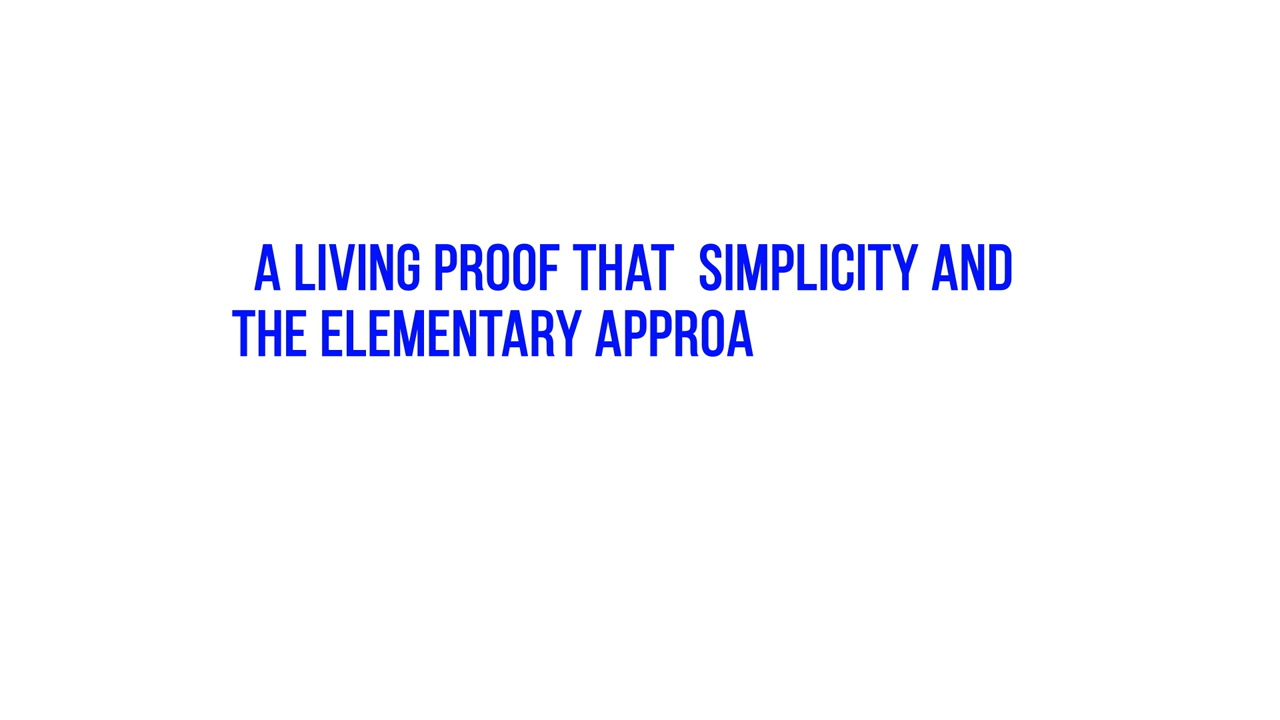 A LIVING PROOF THAT  SIMPLICITY AND
THE ELEMENTARY APPROA